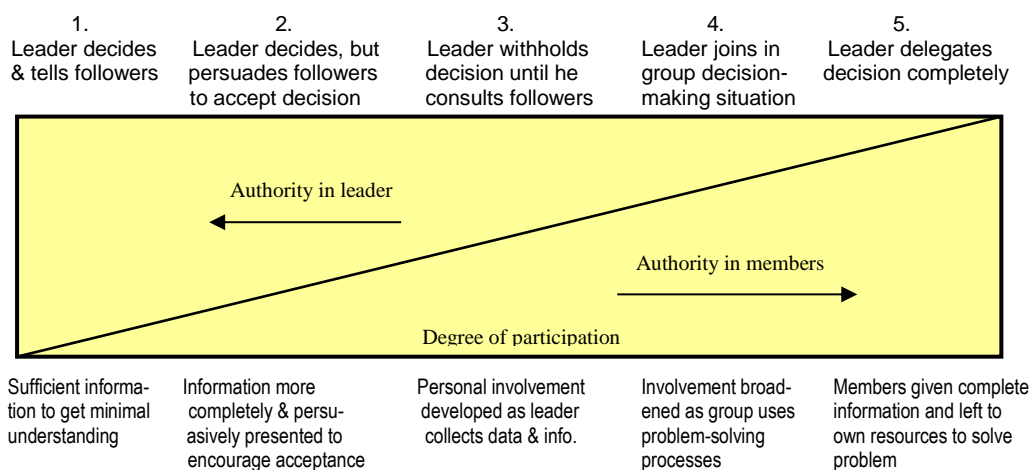 1.
Leader decides
& tells followers
2.
Leader decides, but
persuades followers
to accept decision
3.
Leader withholds
decision until he
consults followers
4.
Leader joins in
group decision-
making situation
5.
Leader delegates
decision completely
Authority in leader
Authority in members
Degree of participation
Sufficient informa-
tion to get minimal
understanding
Information more
completely & persu-
asively presented to
encourage acceptance
Personal involvement
developed as leader
collects data & info.
Involvement broad-
ened as group uses
problem-solving
processes
Members given complete
information and left to
own resources to solve
problem